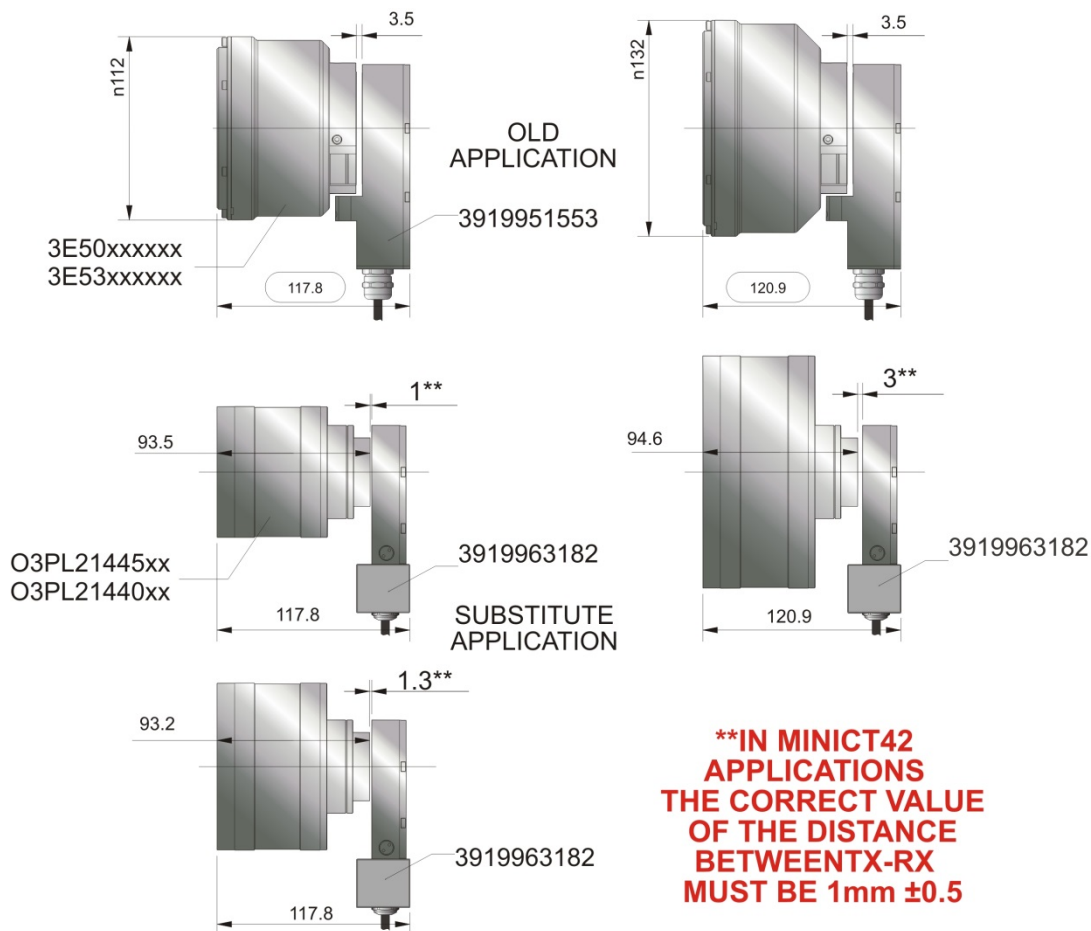 3.5
n112
OLD
APPLICATION
3919951553
3E50xxxxxx
3E53xxxxxx
117.8
3.5
n132
120.9
1**
93.5
O3PL21445xx
O3PL21440xx
3919963182
117.8
SUBSTITUTE
APPLICATION
3**
94.6
3919963182
120.9
1.3**
93.2
3919963182
117.8
**IN MINICT42
APPLICATIONS
THE CORRECT VALUE
OF THE DISTANCE
BETWEENTX-RX
MUST BE 1mm ±0.5